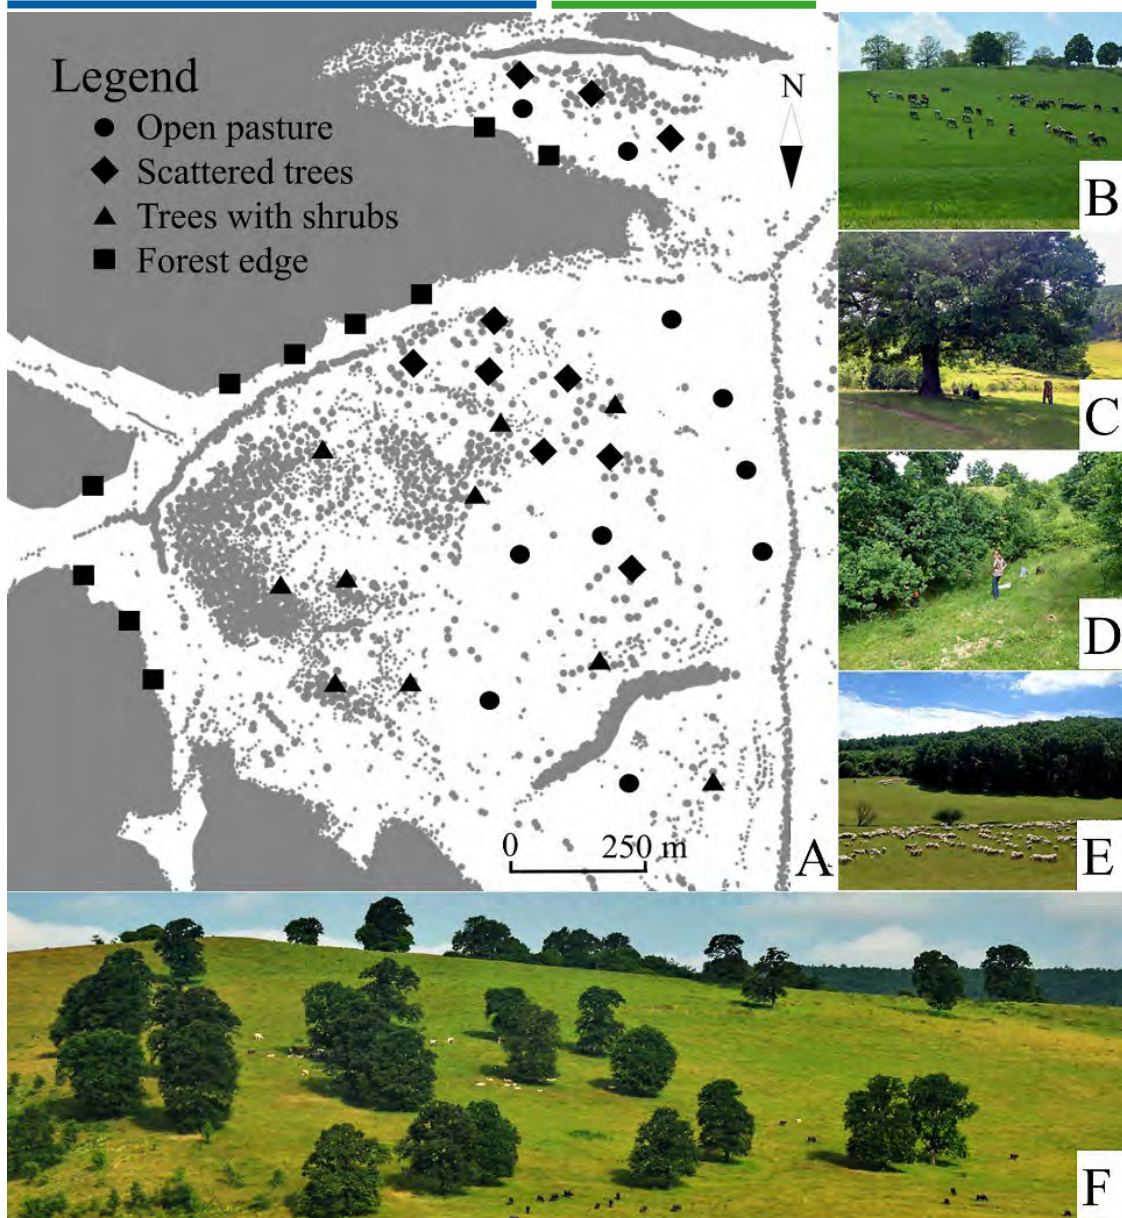 Legend
Open pasture
Scattered trees
Trees with shrubs
Forest edge
N
0 250 m
A
B
C
D
E
F